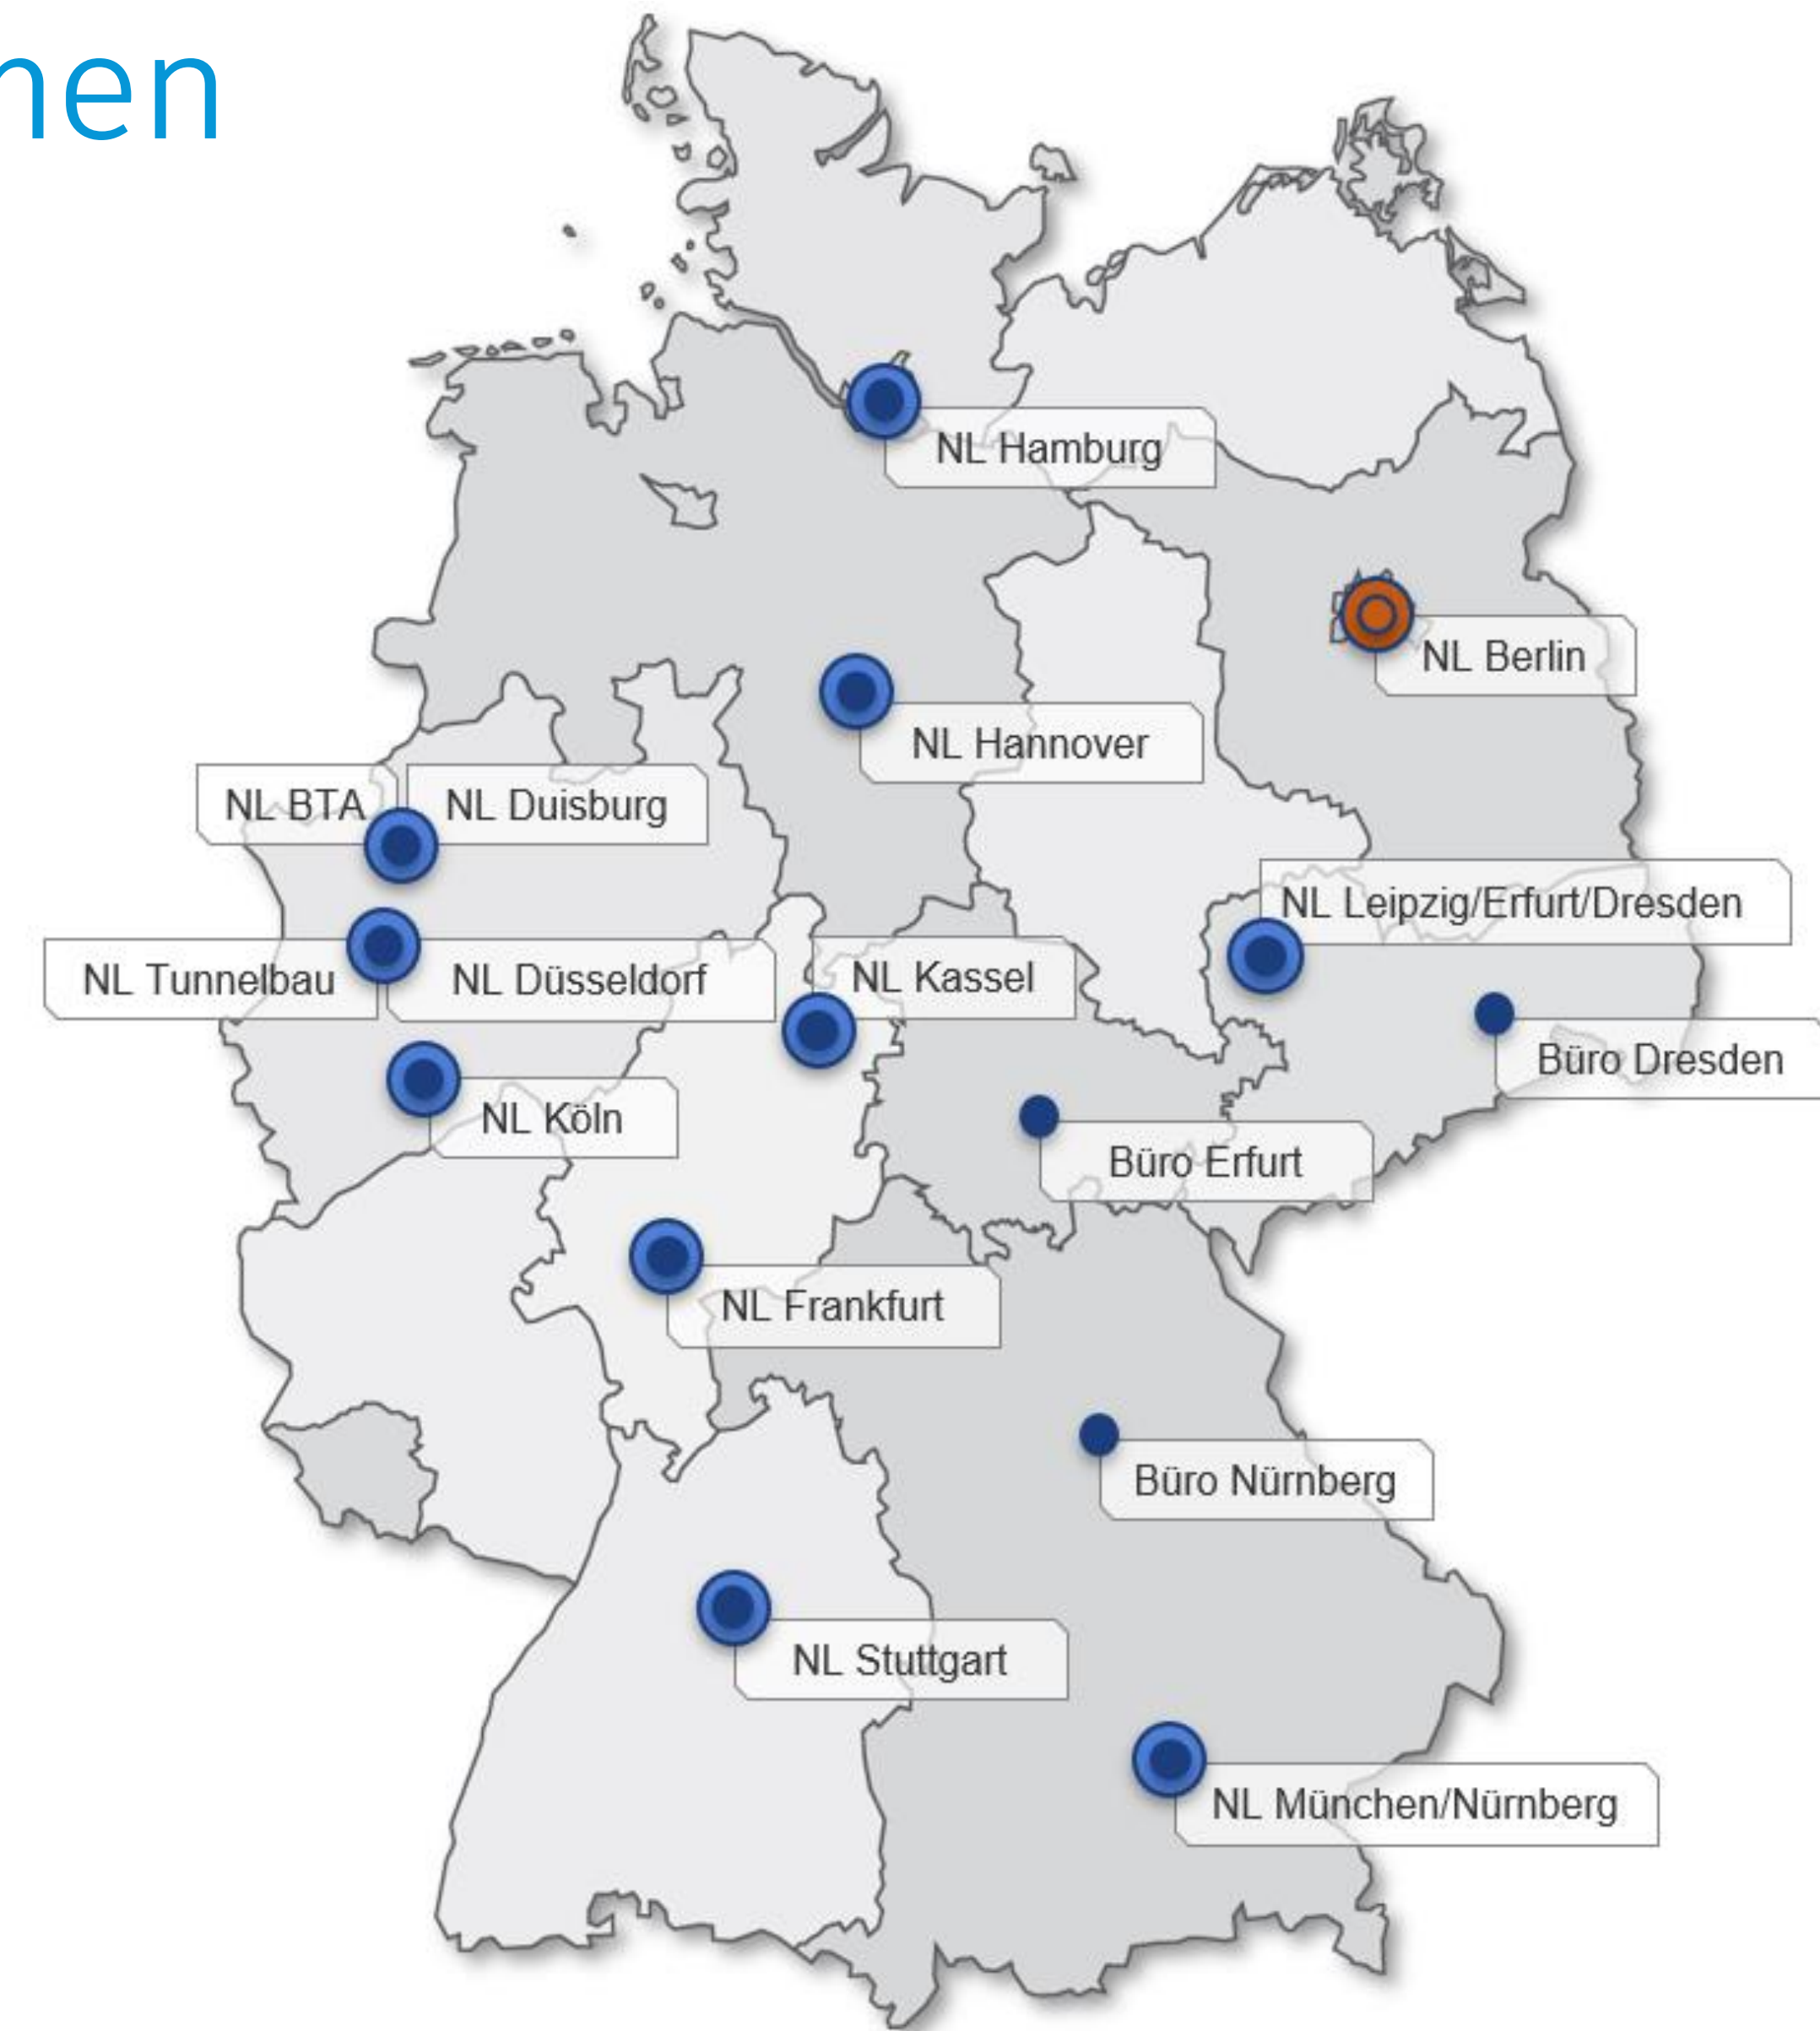 nen
NL Hamburg
NL Berlin
NL Hannover
NL BTA
NL Duisburg
NL Leipzig/Erfurt/Dresden
NL Tunnelbau
NL Düsseldorf
NL Kassel
Büro Dresden
NL Köln
Büro Erfurt
NL Frankfurt
Büro Nürnberg
NL Stuttgart
NL München/Nürnberg